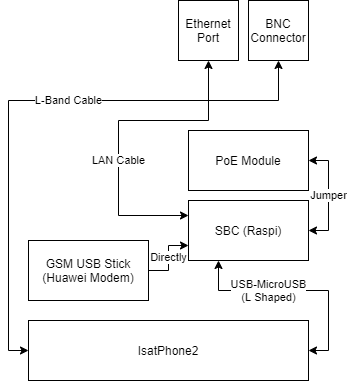 Ethernet
Port
BNC
Connector
L-Band Cable
LAN Cable
PoE Module
Jumper
SBC (Raspi)
GSM USB Stick
(Huawei Modem)
Directly
USB-MicroUSB
(L Shaped)
IsatPhone2